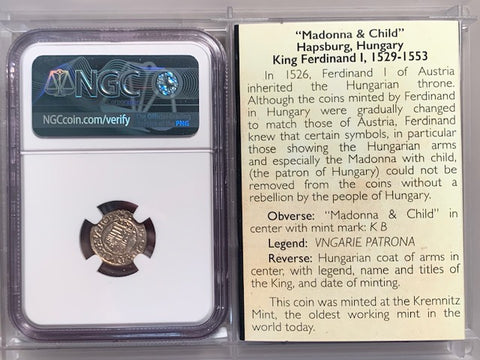 NGC
NGCcoin.com/verify
PNG
"Madonna & Child"
Hapsburg, Hungary
King Ferdinand I, 1529-1553
In 1526, Ferdinand I of Austria
inherited the Hungarian throne.
Although the coins minted by Ferdinand
in Hungary were gradually changed
to match those of Austria, Ferdinand
knew that certain symbols, in particular
those showing the Hungarian arms
and especially the Madonna with child,
(the patron of Hungary) could not be
removed from the coins without a
rebellion by the people of Hungary.
Obverse: "Madonna & Child" in
center with mint mark: K B
Legend: VNGARIE PATRONA
Reverse: Hungarian coat of arms in
center, with legend, name and titles of
the King, and date of minting.
This coin was minted at the Kremnitz
Mint, the oldest working mint in the
world today.